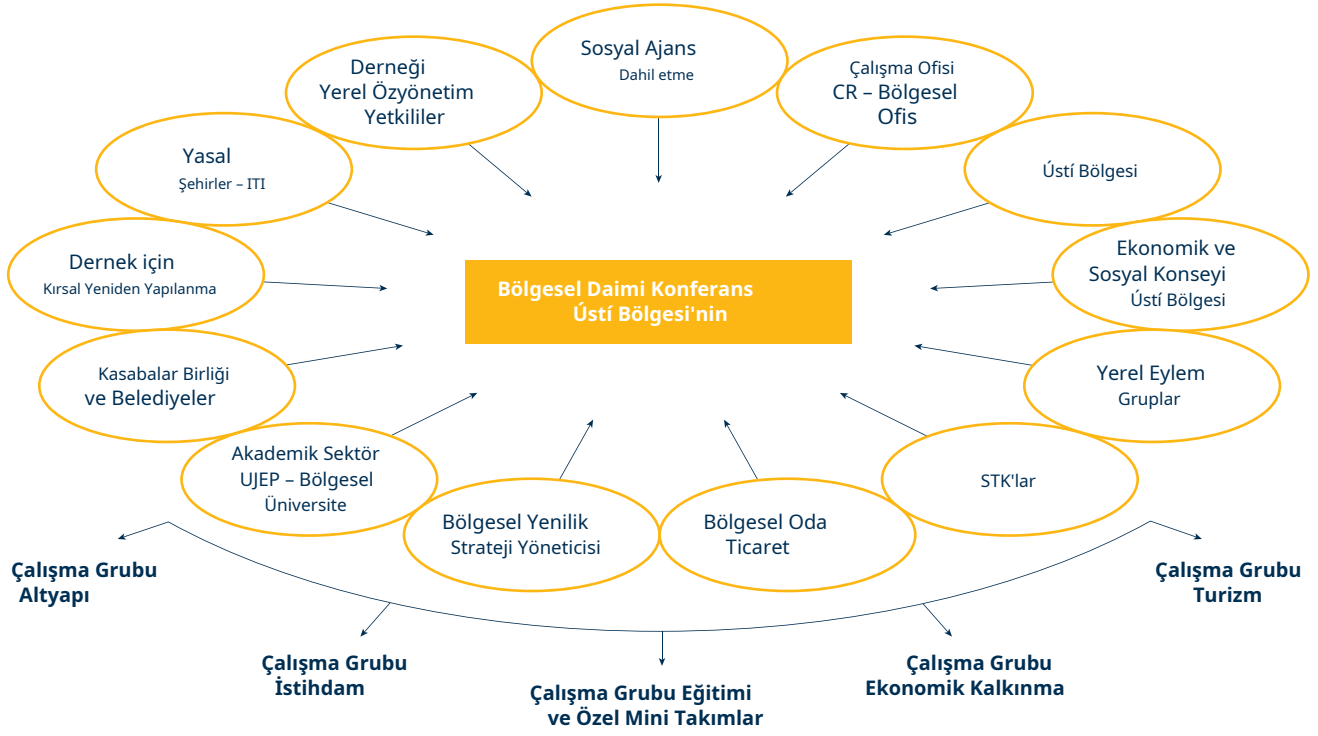 Sosyal Ajans
Dahil etme
Derneği
Yerel Özyönetim
Yetkililer
Çalışma Ofisi
CR – Bölgesel
Ofis
Yasal
Şehirler – ITI
Ústí Bölgesi
Dernek için
Kırsal Yeniden Yapılanma
Ekonomik ve
Sosyal Konseyi
Ústí Bölgesi
Bölgesel Daimi Konferans
Ústí Bölgesi'nin
Kasabalar Birliği
ve Belediyeler
Yerel Eylem
Gruplar
Akademik Sektör
UJEP – Bölgesel
Üniversite
STK'lar
Bölgesel Yenilik
Strateji Yöneticisi
Bölgesel Oda
Ticaret
Çalışma Grubu
Altyapı
Çalışma Grubu
İstihdam
Çalışma Grubu Eğitimi
ve Özel Mini Takımlar
Çalışma Grubu
Ekonomik Kalkınma
Çalışma Grubu
Turizm